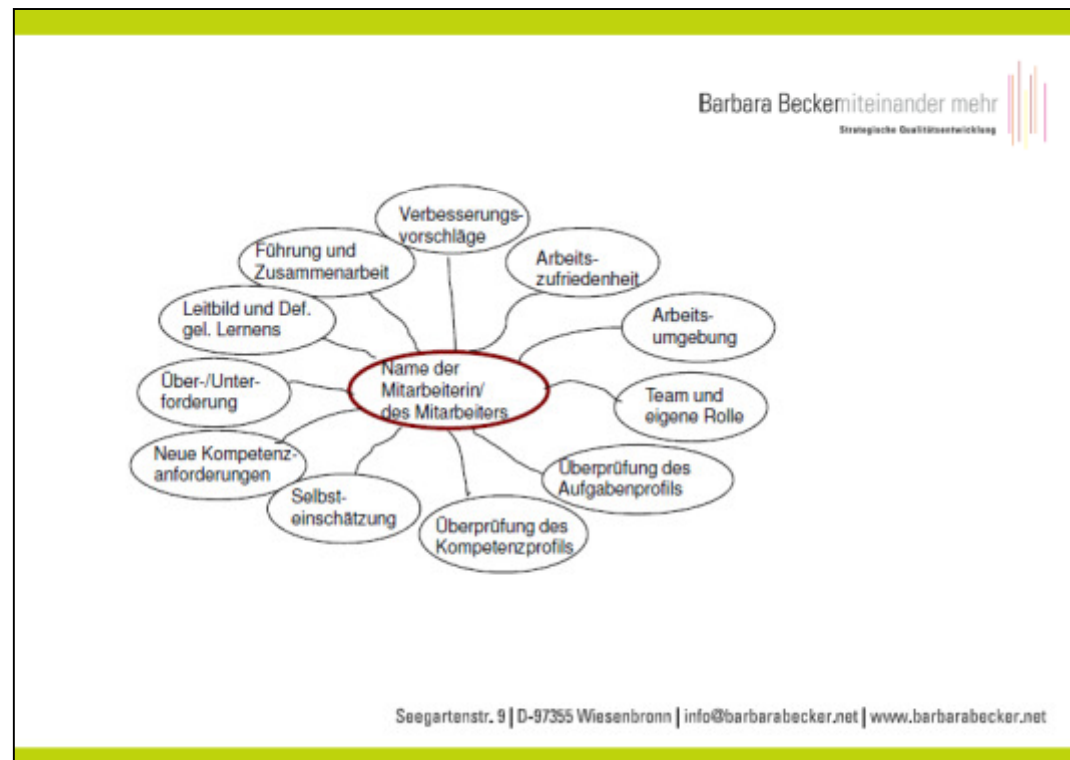 Barbara Becker miteinander mehr
Strategische Qualitätsentwicklung
Verbesserungs-
vorschläge
Arbeits-
zufriedenheit
Arbeits-
umgebung
Team und
eigene Rolle
Überprüfung des
Aufgabenprofils
Überprüfung des
Kompetenzprofils
Selbst-
einschätzung
Neue Kompetenz-
anforderungen
Über-/Unter-
forderung
Leitbild und Def.
gel. Lernens
Führung und
Zusammenarbeit
Name der
Mitarbeiterin/
des Mitarbeiters
Seegartenstr. 9 | D-97355 Wiesenbronn | info@barbarabecker.net | www.barbarabecker.net